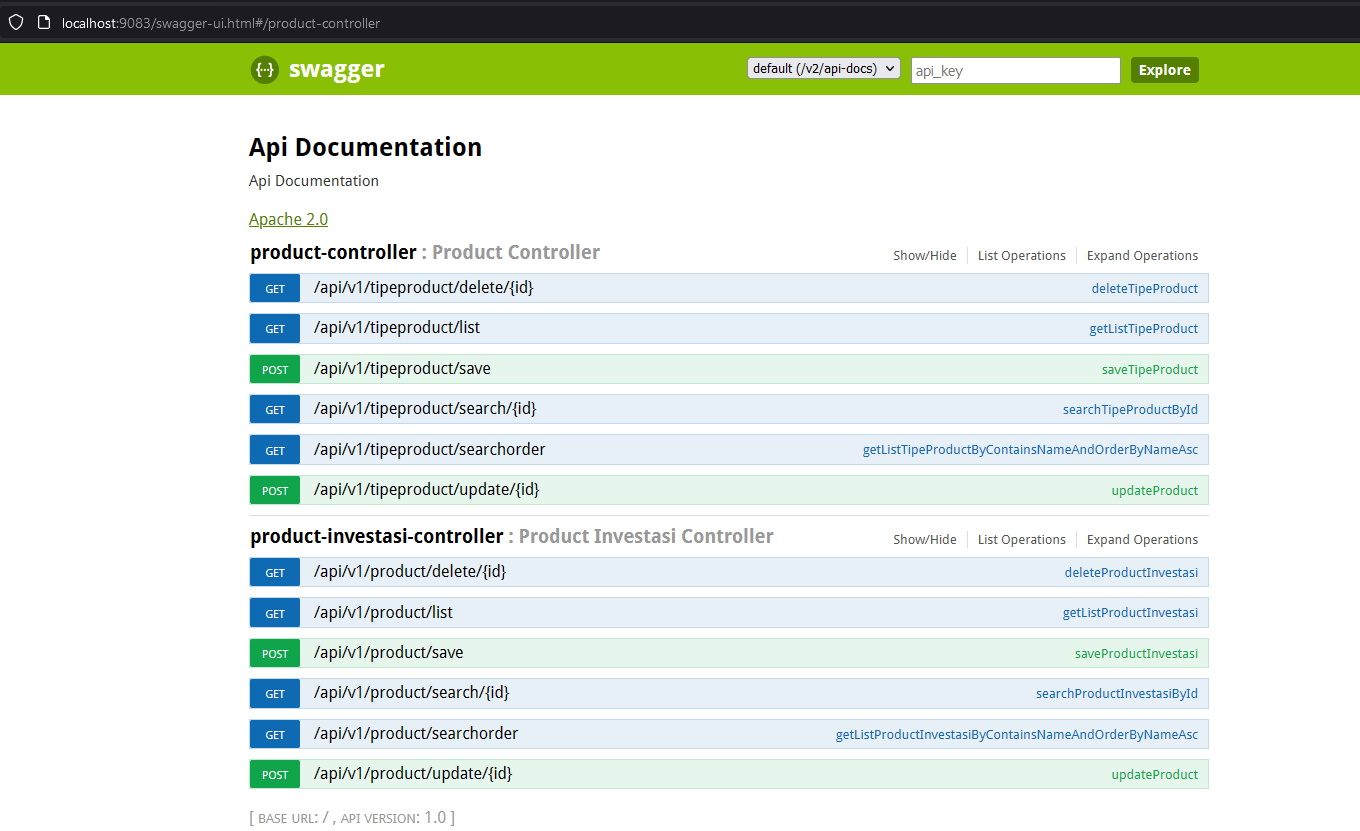 localhost:9083/swagger-ui.html#/product-controller
{··} swagger default (/v2/api-docs) api_key Explore
Api Documentation
Api Documentation
Apache 2.0
product-controller : Product Controller Show/Hide List Operations Expand Operations
GET /api/v1/tipeproduct/delete/{id} deleteTipeProduct
GET /api/v1/tipeproduct/list getListTipeProduct
POST /api/v1/tipeproduct/save saveTipeProduct
GET /api/v1/tipeproduct/search/{id} searchTipeProductById
GET /api/v1/tipeproduct/searchorder getListTipeProductByContainsNameAndOrderByNameAsc
POST /api/v1/tipeproduct/update/{id} updateProduct
product-investasi-controller : Product Investasi Controller Show/Hide List Operations Expand Operations
GET /api/v1/product/delete/{id} deleteProductInvestasi
GET /api/v1/product/list getListProductInvestasi
POST /api/v1/product/save saveProductInvestasi
GET /api/v1/product/search/{id} searchProductInvestasiById
GET /api/v1/product/searchorder getListProductInvestasiByContainsNameAndOrderByNameAsc
POST /api/v1/product/update/{id} updateProduct
[ BASE URL: / , API VERSION: 1.0 ]